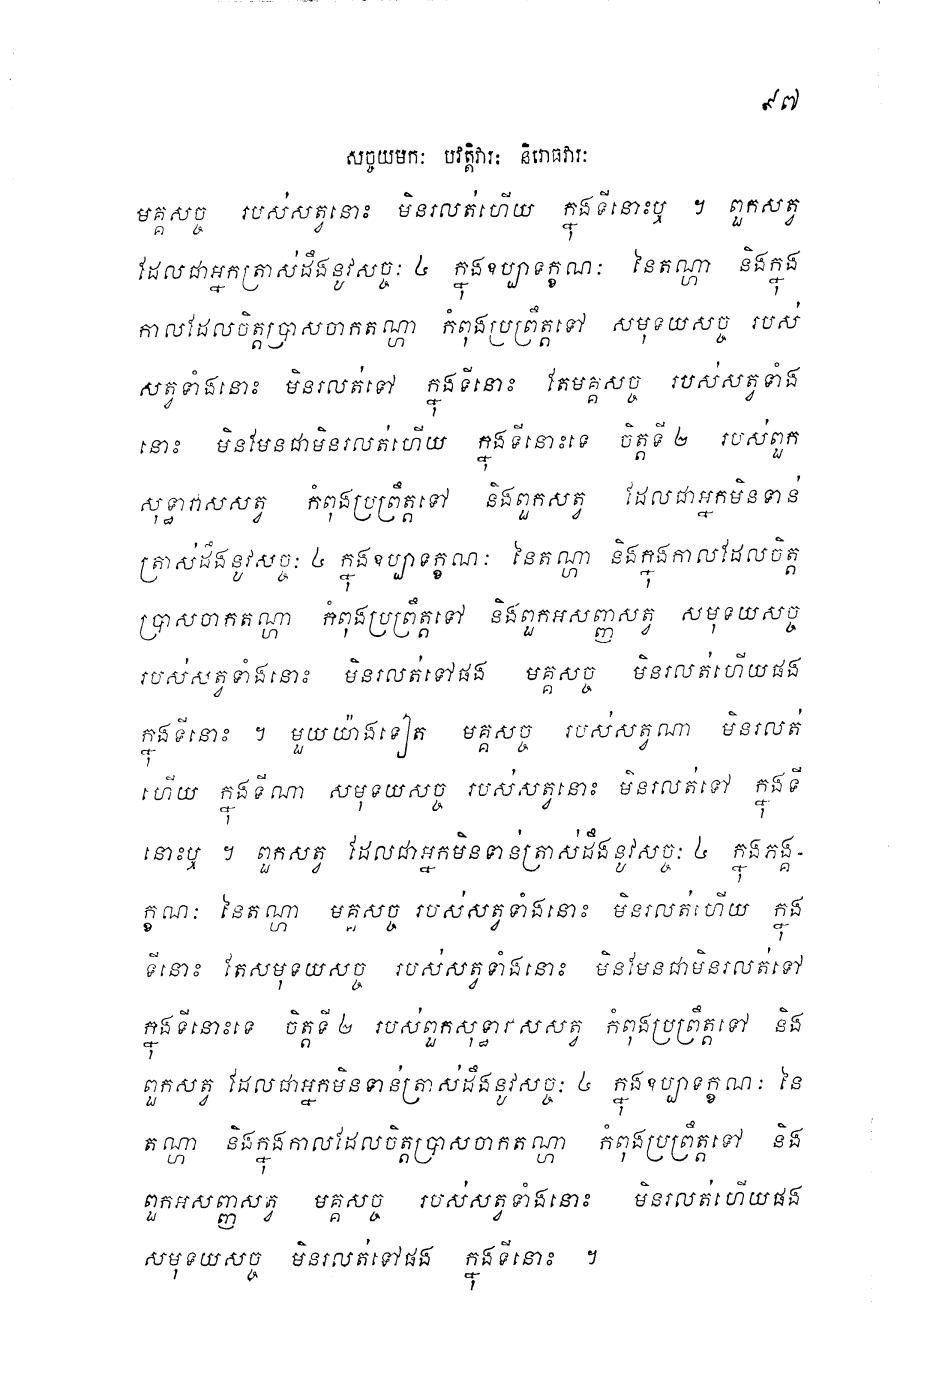 ៩៧
សច្ចយមកៈ បវត្តិវារៈ និរោធវារៈ
មគ្គសច្ច របស់សត្វនោះ មិនរលត់ហើយ ក្នុងទីនោះឬ ។ ពួកសត្វ
ដែលជាអ្នកត្រាស់ដឹងនូវសច្ចៈ ៤ ក្នុងឧប្បាទក្ខណៈ នៃតណ្ហា និងក្នុង
កាលដែលចិត្តប្រាសចាកតណ្ហា កំពុងប្រព្រឹត្តទៅ សមុទយសច្ច របស់
សត្វទាំងនោះ មិនរលត់ទៅ ក្នុងទីនោះ តែមគ្គសច្ច របស់សត្វទាំង
នោះ មិនមែនជាមិនរលត់ហើយ ក្នុងទីនោះទេ ចិត្តទី ២ របស់ពួក
សុទ្ធាវាសសត្វ កំពុងប្រព្រឹត្តទៅ និងពួកសត្វ ដែលជាអ្នកមិនទាន់
ត្រាស់ដឹងនូវសច្ចៈ ៤ ក្នុងឧប្បាទក្ខណៈ នៃតណ្ហា និងក្នុងកាលដែលចិត្ត
ប្រាសចាកតណ្ហា កំពុងប្រព្រឹត្តទៅ និងពួកអសញ្ញសត្វ សមុទយសច្ច
របស់សត្វទាំងនោះ មិនរលត់ទៅផង មគ្គសច្ច មិនរលត់ហើយផង
ក្នុងទីនោះ ។ មួយយ៉ាងទៀត មគ្គសច្ច របស់សត្វណា មិនរលត់
ហើយ ក្នុងទីណា សមុទយសច្ច របស់សត្វនោះ មិនរលត់ទៅ ក្នុងទី
នោះឬ ។ ពួកសត្វ ដែលជាអ្នកមិនទាន់ត្រាស់ដឹងនូវសច្ចៈ ៤ ក្នុងភង្គ-
ក្ខណៈ នៃតណ្ហា មគ្គសច្ច របស់សត្វទាំងនោះ មិនរលត់ហើយ ក្នុង
ទីនោះ តែសមុទយសច្ច របស់សត្វទាំងនោះ មិនមែនជាមិនរលត់ទៅ
ក្នុងទីនោះទេ ចិត្តទី ២ របស់ពួកសុទ្ធាវាសសត្វ កំពុងប្រព្រឹត្តទៅ និង
ពួកសត្វ ដែលជាអ្នកមិនទាន់ត្រាស់ដឹងនូវសច្ចៈ ៤ ក្នុងឧប្បាទក្ខណៈ នៃ
តណ្ហា និងក្នុងកាលដែលចិត្តប្រាសចាកតណ្ហា កំពុងប្រព្រឹត្តទៅ និង
ពួកអសញ្ញសត្វ មគ្គសច្ច របស់សត្វទាំងនោះ មិនរលត់ហើយផង
សមុទយសច្ច មិនរលត់ទៅផង ក្នុងទីនោះ ។